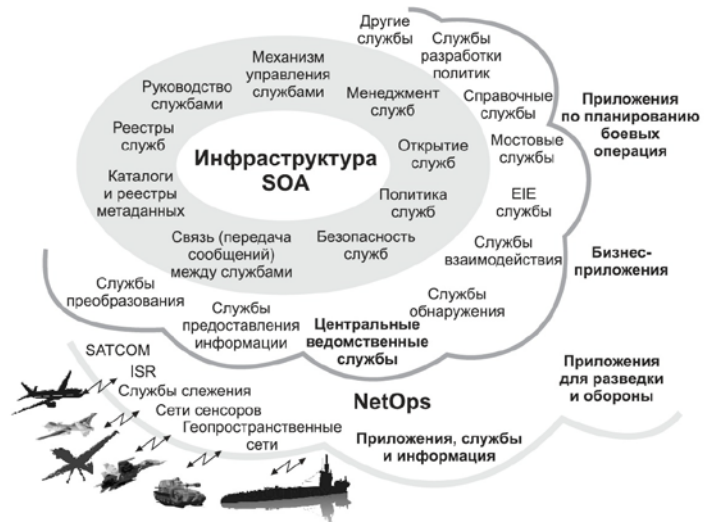 Другие
службы
Службы
разработки
политик
Механизм
управления
службами
Руководство
службами
Менеджмент
служб
Справочные
службы
Приложения
по планированию
боевых
операция
Реестры
служб
Инфраструктура
SOA
Открытие
служб
Мостовые
службы
Каталоги
и реестры
метаданных
Политика
служб
EIE
службы
Связь (передача
сообщений)
между службами
Безопасность
служб
Службы
взаимодействия
Бизнес-
приложения
Службы
преобразования
Службы
предоставления
информации
Центральные
ведомственные
службы
Службы
обнаружения
SATCOM
ISR
Службы слежения
Сети сенсоров
Геопространственные
сети
NetOps
Приложения
для разведки
и обороны
Приложения, службы
и информация